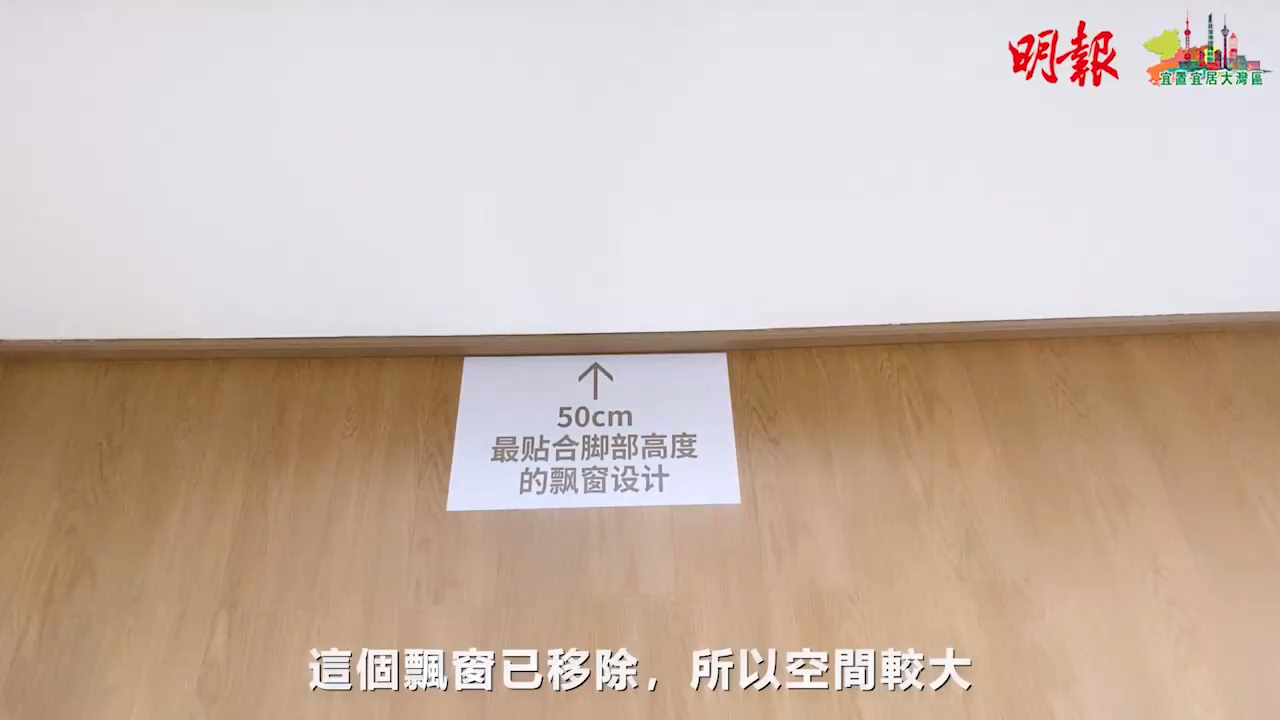 明報
宜置宜居大灣區
↑
50cm
最贴合脚部高度
的飘窗设计
這個飄窗已移除，所以空間較大